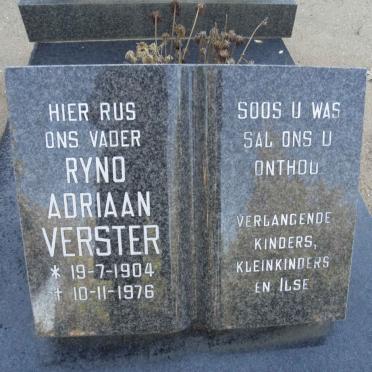 HIER RUS
ONS VADER
RYNO
ADRIAAN
VERSTER
* 19-7-1904
+ 10-11-1976
SOOS U WAS
SAL ONS U
ONTHOU
VERLANGENDE
KINDERS,
KLEINKINDERS
EN ILSE